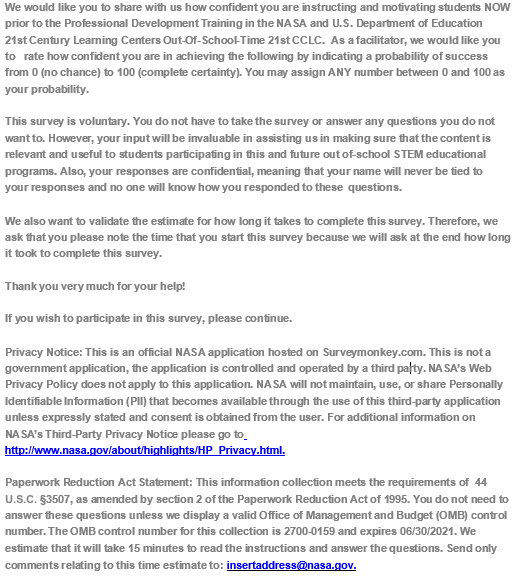 We would like you to share with us how confident you are instructing and motivating students NOW
prior to the Professional Development Training in the NASA and U.S. Department of Education
21st Century Learning Centers Out-Of-School-Time 21st CCLC. As a facilitator, we would like you
to rate how confident you are in achieving the following by indicating a probability of success
from 0 (no chance) to 100 (complete certainty). You may assign ANY number between 0 and 100 as
your probability.
This survey is voluntary. You do not have to take the survey or answer any questions you do not
want to. However, your input will be invaluable in assisting us in making sure that the content is
relevant and useful to students participating in this and future out of-school STEM educational
programs. Also, your responses are confidential, meaning that your name will never be tied to
your responses and no one will know how you responded to these questions.
We also want to validate the estimate for how long it takes to complete this survey. Therefore, we
ask that you please note the time that you start this survey because we will ask at the end how long
it took to complete this survey.
Thank you very much for your help!
If you wish to participate in this survey, please continue.
Privacy Notice: This is an official NASA application hosted on Surveymonkey.com. This is not a
government application, the application is controlled and operated by a third party. NASA's Web
Privacy Policy does not apply to this application. NASA will not maintain, use, or share Personally
Identifiable Information (PII) that becomes available through the use of this third-party application
unless expressly stated and consent is obtained from the user. For additional information on
NASA's Third-Party Privacy Notice please go to
http://www.nasa.gov/about/highlights/HP_Privacy.html.
Paperwork Reduction Act Statement: This information collection meets the requirements of 44
U.S.C. §3507, as amended by section 2 of the Paperwork Reduction Act of 1995. You do not need to
answer these questions unless we display a valid Office of Management and Budget (OMB) control
number. The OMB control number for this collection is 2700-0159 and expires 06/30/2021. We
estimate that it will take 15 minutes to read the instructions and answer the questions. Send only
comments relating to this time estimate to: insertaddress@nasa.gov.